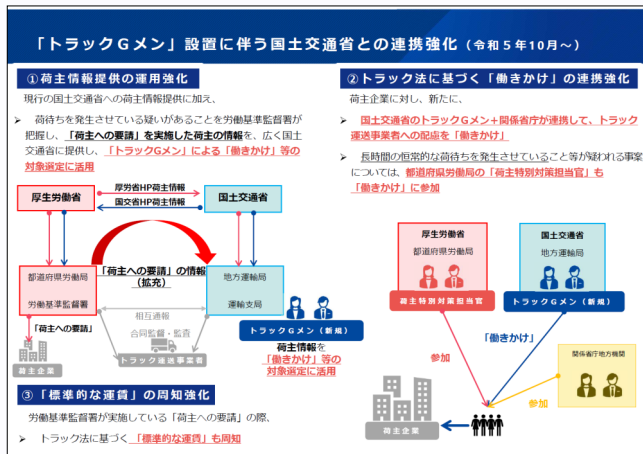 「トラックGメン」設置に伴う国土交通省との連携強化（令和５年10月～）
①荷主情報提供の運用強化
現行の国土交通省への荷主情報提供に加え、
➢ 荷待ちを発生させている疑いがあることを労働基準監督署が
把握し、「荷主への要請」を実施した荷主の情報を、広く国土
交通省に提供し、「トラックGメン」による「働きかけ」等の
対象選定に活用
厚生労働省
厚労省HP荷主情報
国交省HP荷主情報
国土交通省
都道府県労働局
労働基準監督署
「荷主への要請」の情報
（拡充）
地方運輸局
運輸支局
相互通報
合同監督・監査
トラック運送事業者
「荷主への要請」
荷主企業
トラックGメン（新規）
荷主情報を
「働きかけ」等の
対象選定に活用
③「標準的な運賃」の周知強化
労働基準監督署が実施している「荷主への要請」の際、
➢ トラック法に基づく「標準的な運賃」も周知
②トラック法に基づく「働きかけ」の連携強化
荷主企業に対し、新たに、
➢ 国土交通省のトラックGメン＋関係省庁が連携して、トラック
運送事業者への配慮を「働きかけ」
➢ 長時間の恒常的な荷待ちを発生させていること等が疑われる事案
については、都道府県労働局の「荷主特別対策担当官」も
「働きかけ」に参加
厚生労働省
都道府県労働局
荷主特別対策担当官
国土交通省
地方運輸局
トラックGメン（新規）
「働きかけ」
参加
関係省庁地方機関
参加
荷主企業